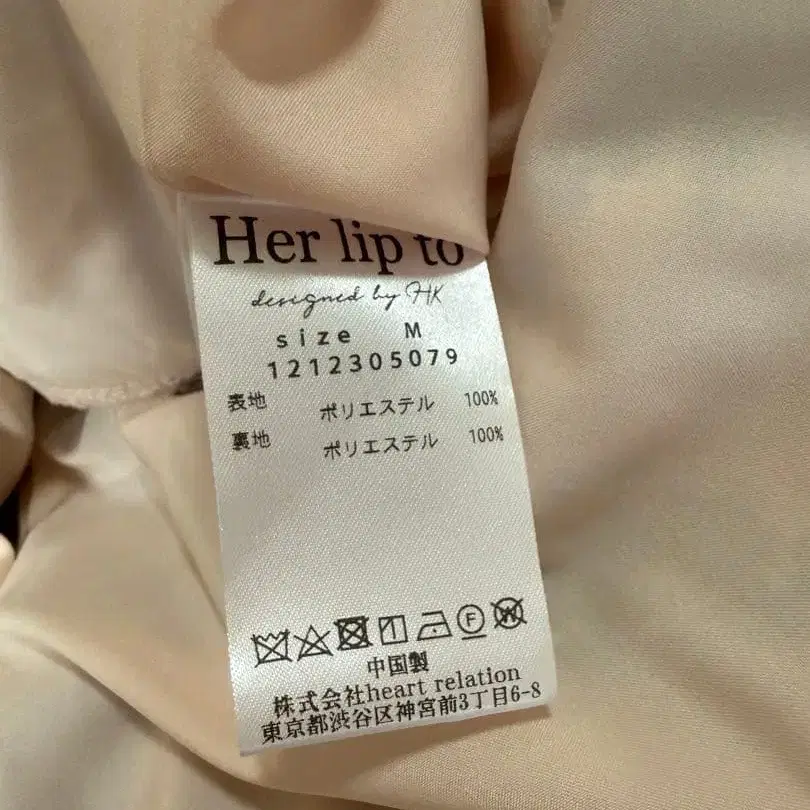 Her lip to
designed by HK
size M
1212305079
表地 ポリエステル 100%
裏地 ポリエステル 100%
F W
中国製
株式会社heart relation
東京都渋谷区神宮前3丁目6-8